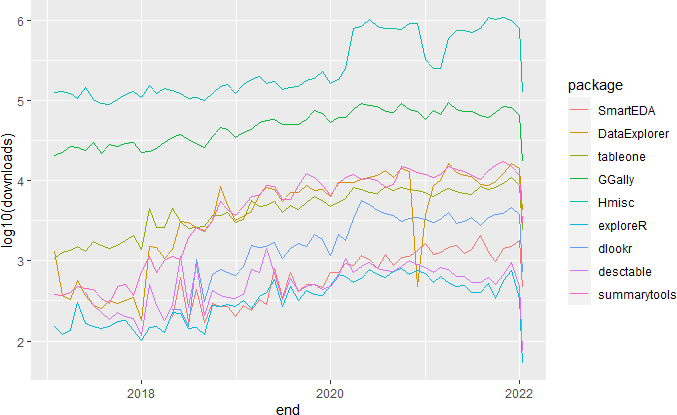 6
5
4
3
2
log10(downloads)
2018
2020
2022
end
package
SmartEDA
DataExplorer
tableone
GGally
Hmisc
exploreR
dlookr
desctable
summarytools